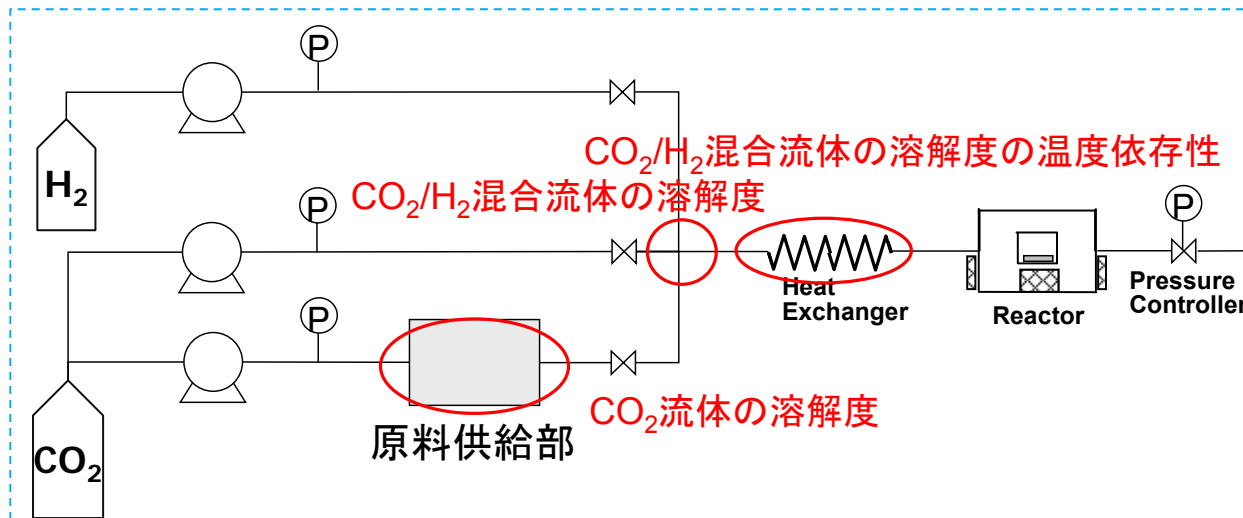 P
H₂
CO₂/H₂混合流体の溶解度の温度依存性
CO₂/H₂混合流体の溶解度
P
P
Heat
Exchanger
Reactor
Pressure
Controller
P
CO₂流体の溶解度
原料供給部
CO₂